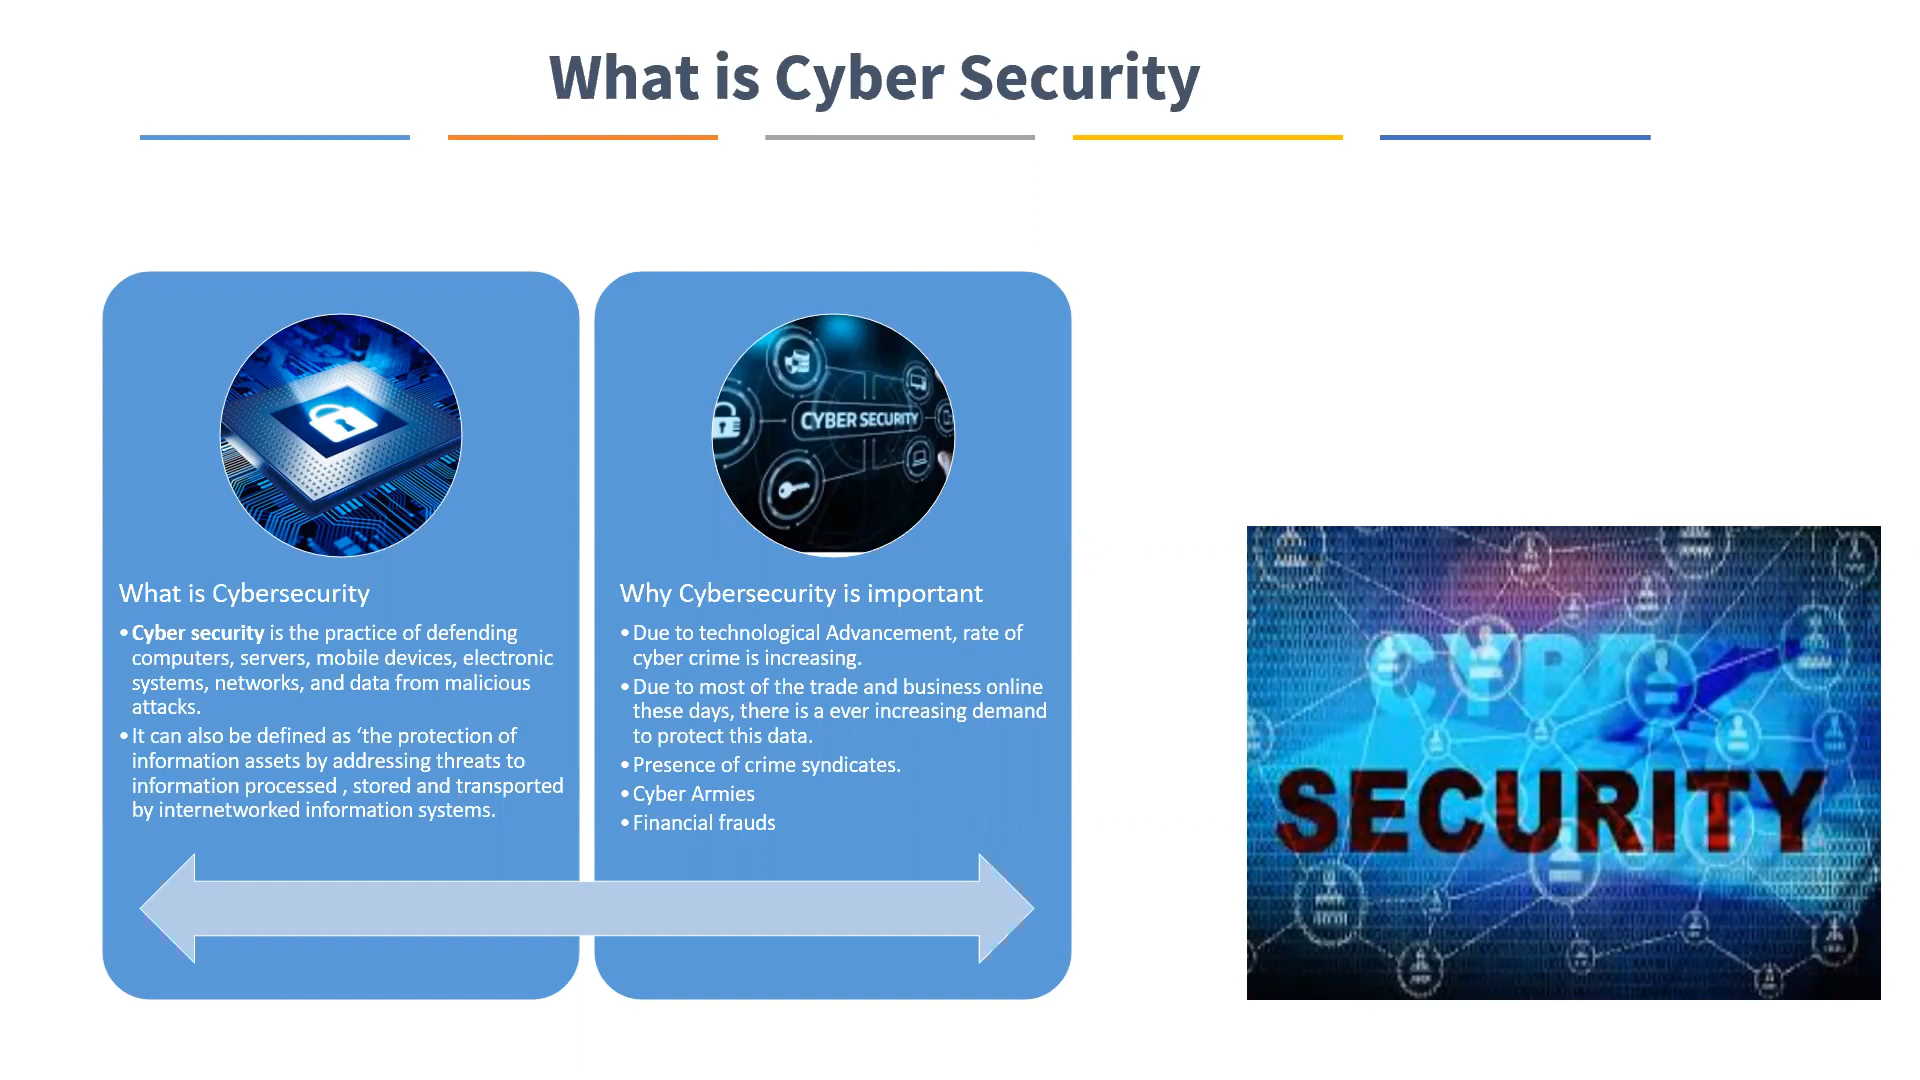 What is Cyber Security
CYBER SECURITY
What is Cybersecurity
•Cyber security is the practice of defending
computers, servers, mobile devices, electronic
systems, networks, and data from malicious
attacks.
•It can also be defined as ‘the protection of
information assets by addressing threats to
information processed , stored and transported
by internetworked information systems.
Why Cybersecurity is important
•Due to technological Advancement, rate of
cyber crime is increasing.
•Due to most of the trade and business online
these days, there is a ever increasing demand
to protect this data.
•Presence of crime syndicates.
•Cyber Armies
•Financial frauds
CYBER
SECURITY